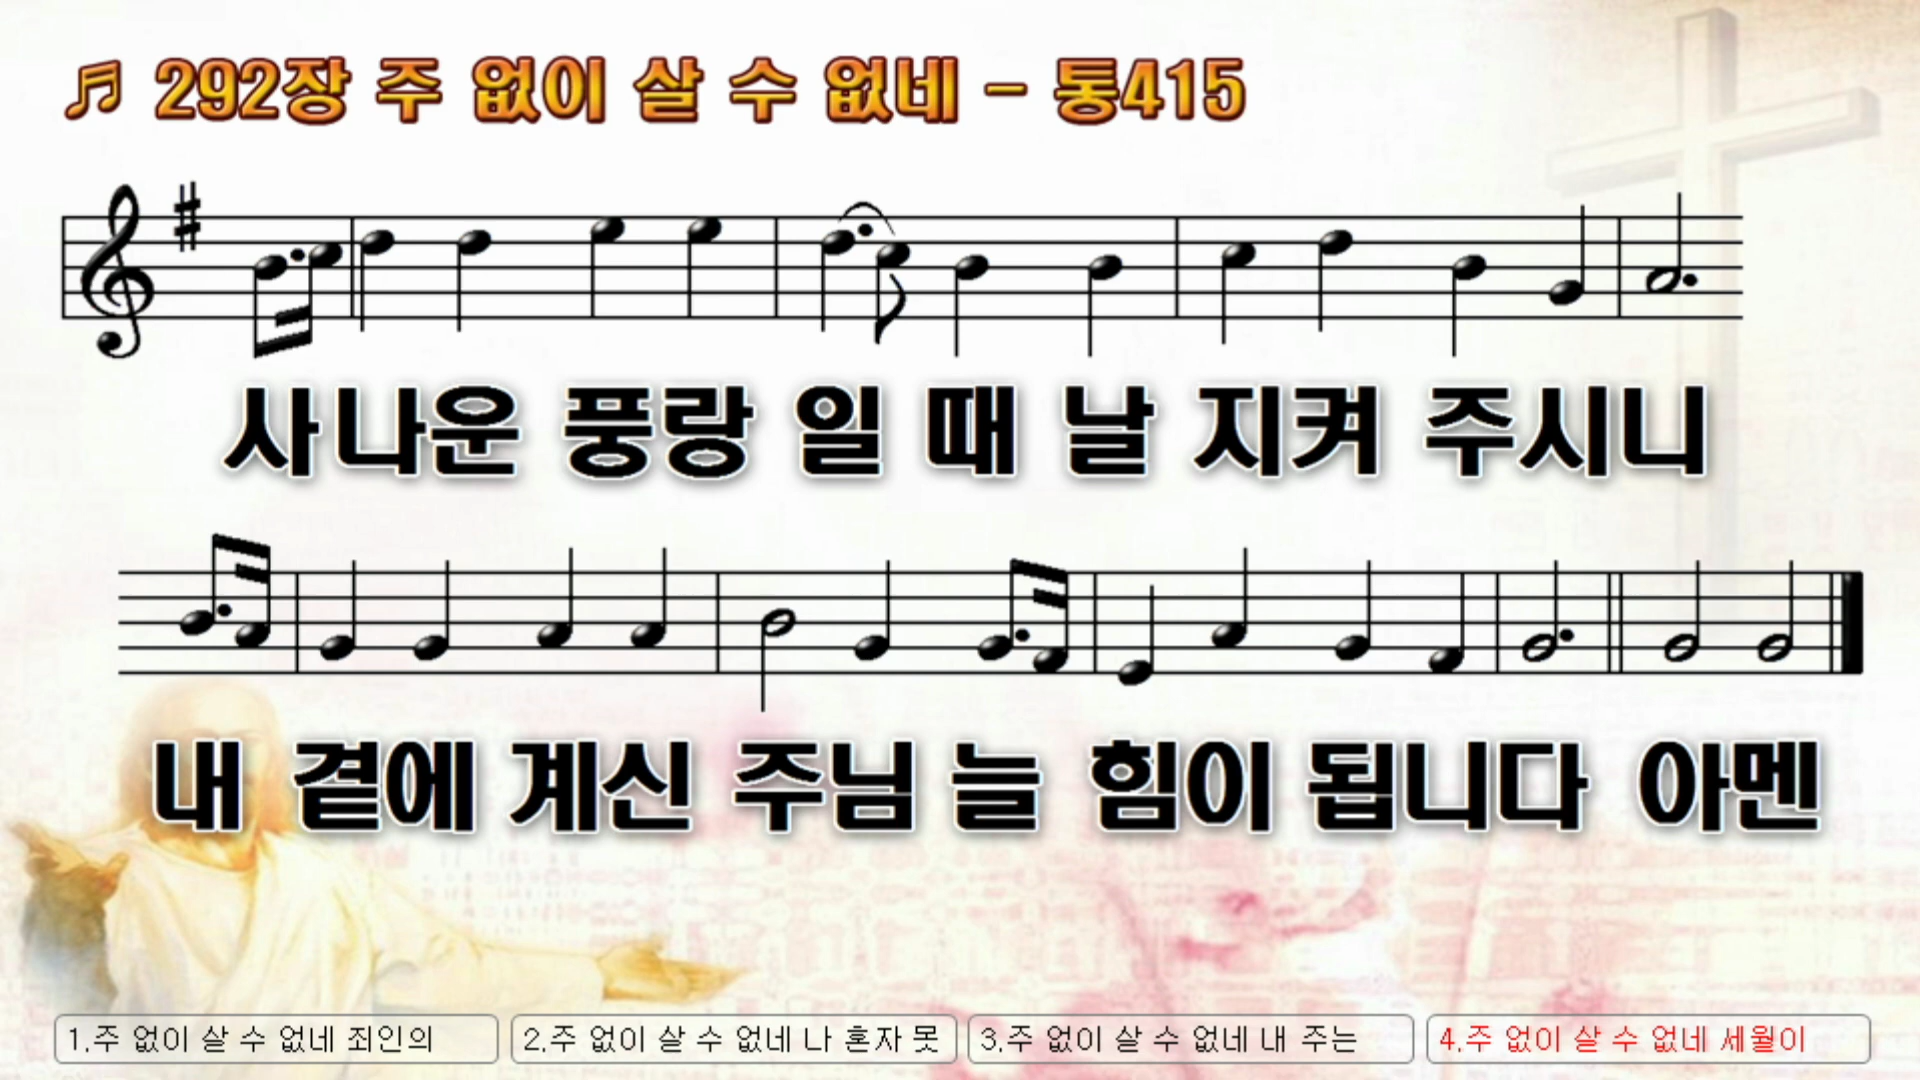 292장 주 없이 살 수 없네 - 통415
사나운 풍랑 일 때 날 지켜 주시니
내 곁에 계신 주님 늘 힘이 됩니다 아멘
1.주 없이 살 수 없네 죄인의
2.주 없이 살 수 없네 나 혼자 못
3.주 없이 살 수 없네 내 주는
4.주 없이 살 수 없네 세월이